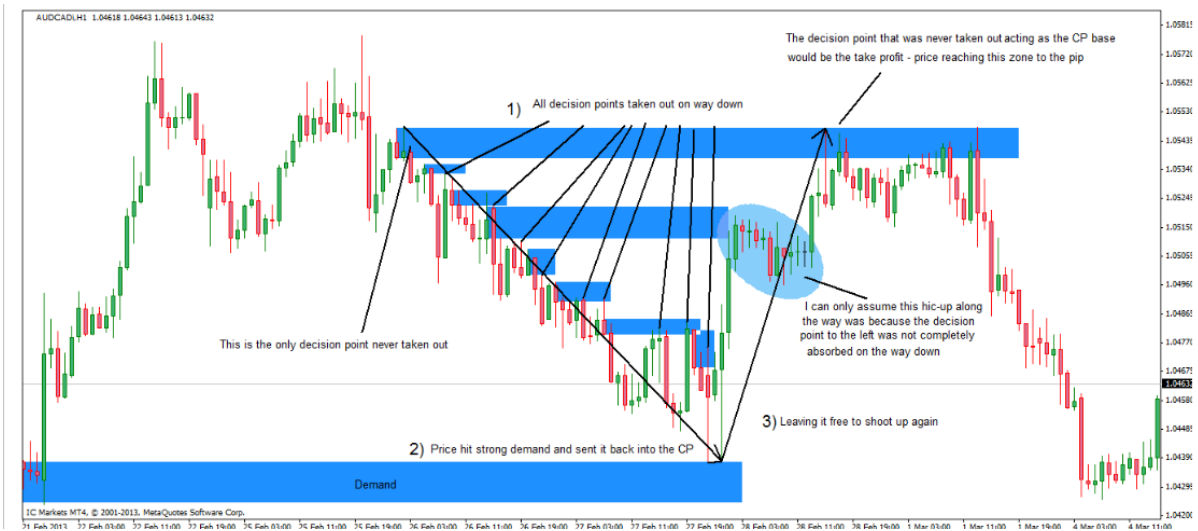 AUDCAD,H1 1.04618 1.04643 1.04613 1.04632
The decision point that was never taken out acting as the CP base
would be the take profit - price reaching this zone to the pip
1) All decision points taken out on way down
I can only assume this hic-up along
the way was because the decision
point to the left was not completely
absorbed on the way down
This is the only decision point never taken out
3) Leaving it free to shoot up again
2) Price hit strong demand and sent it back into the CP
Demand
IC Markets MT4, © 2001-2013, MetaQuotes Software Corp.
1.05815
1.05720
1.05625
1.05530
1.05435
1.05340
1.05245
1.05150
1.05055
1.04960
1.04865
1.04770
1.04675
1.04632
1.04580
1.04485
1.04390
1.04295
1.04200
21 Feb 2013 22 Feb 03:00 22 Feb 11:00 22 Feb 19:00 25 Feb 03:00 25 Feb 11:00 25 Feb 19:00 26 Feb 03:00 26 Feb 11:00 26 Feb 19:00 27 Feb 03:00 27 Feb 11:00 27 Feb 19:00 28 Feb 03:00 28 Feb 11:00 28 Feb 19:00 1 Mar 03:00 1 Mar 11:00 1 Mar 19:00 4 Mar 03:00 4 Mar 11:00